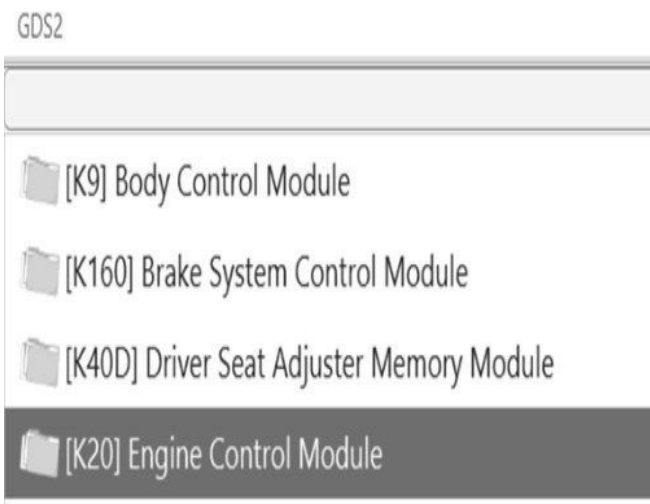 GDS2
[K9] Body Control Module
[K160] Brake System Control Module
[K40D] Driver Seat Adjuster Memory Module
[K20] Engine Control Module